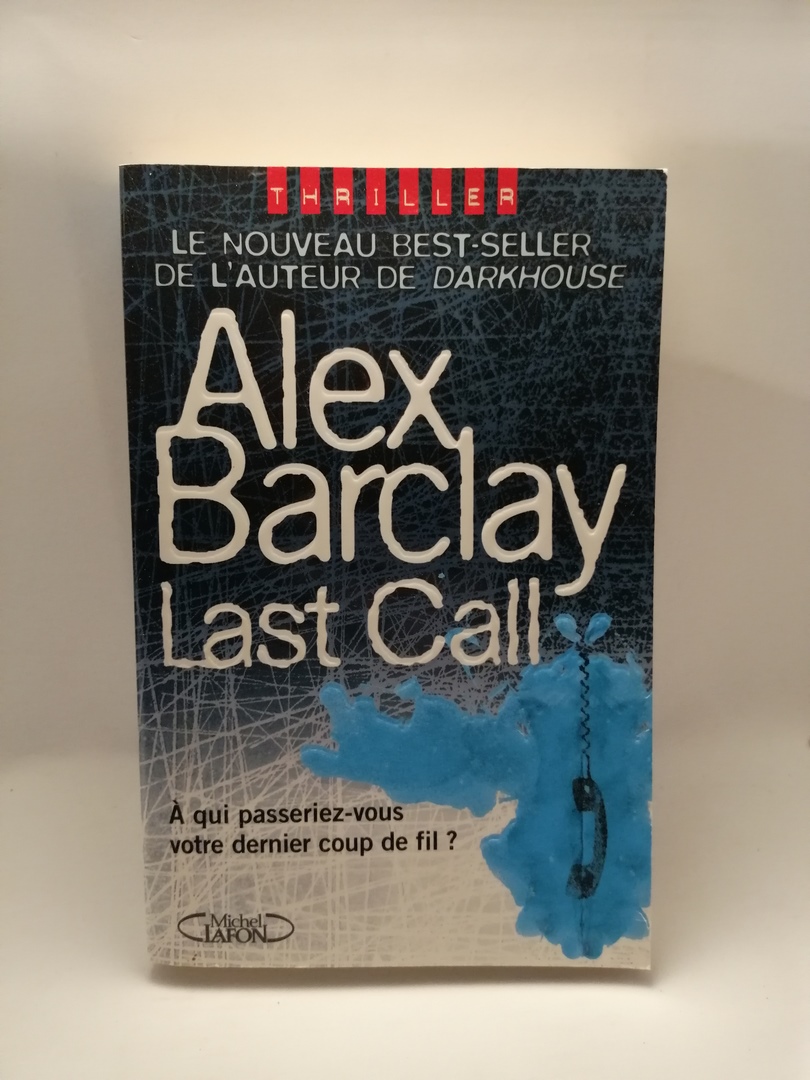 THRILLER
LE NOUVEAU BEST-SELLER
DE L'AUTEUR DE DARKHOUSE
Alex
Barclay
Last Call
À qui passeriez-vous
votre dernier coup de fil ?
Michel
LAFON